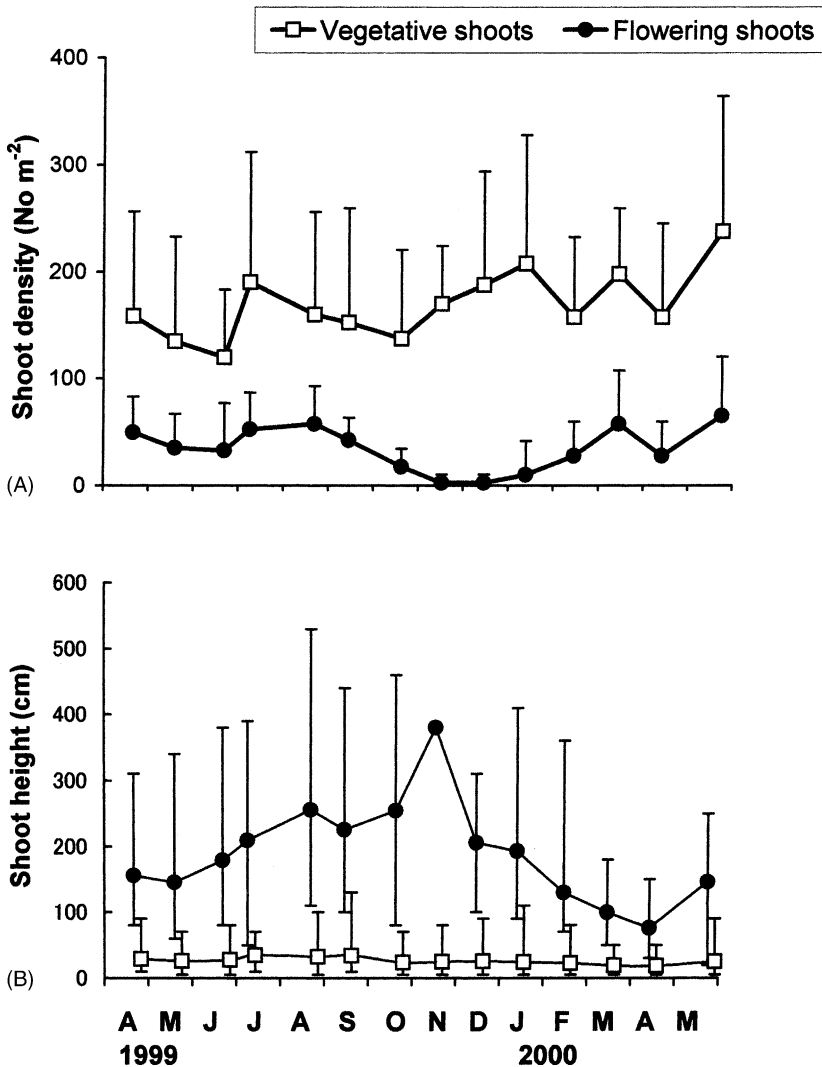 Vegetative shoots Flowering shoots
400
300
200
100
0
Shoot density (No m-2)
(A)
600
500
400
300
200
100
0
Shoot height (cm)
(B)
A M J J A S O N D J F M A M
1999 2000